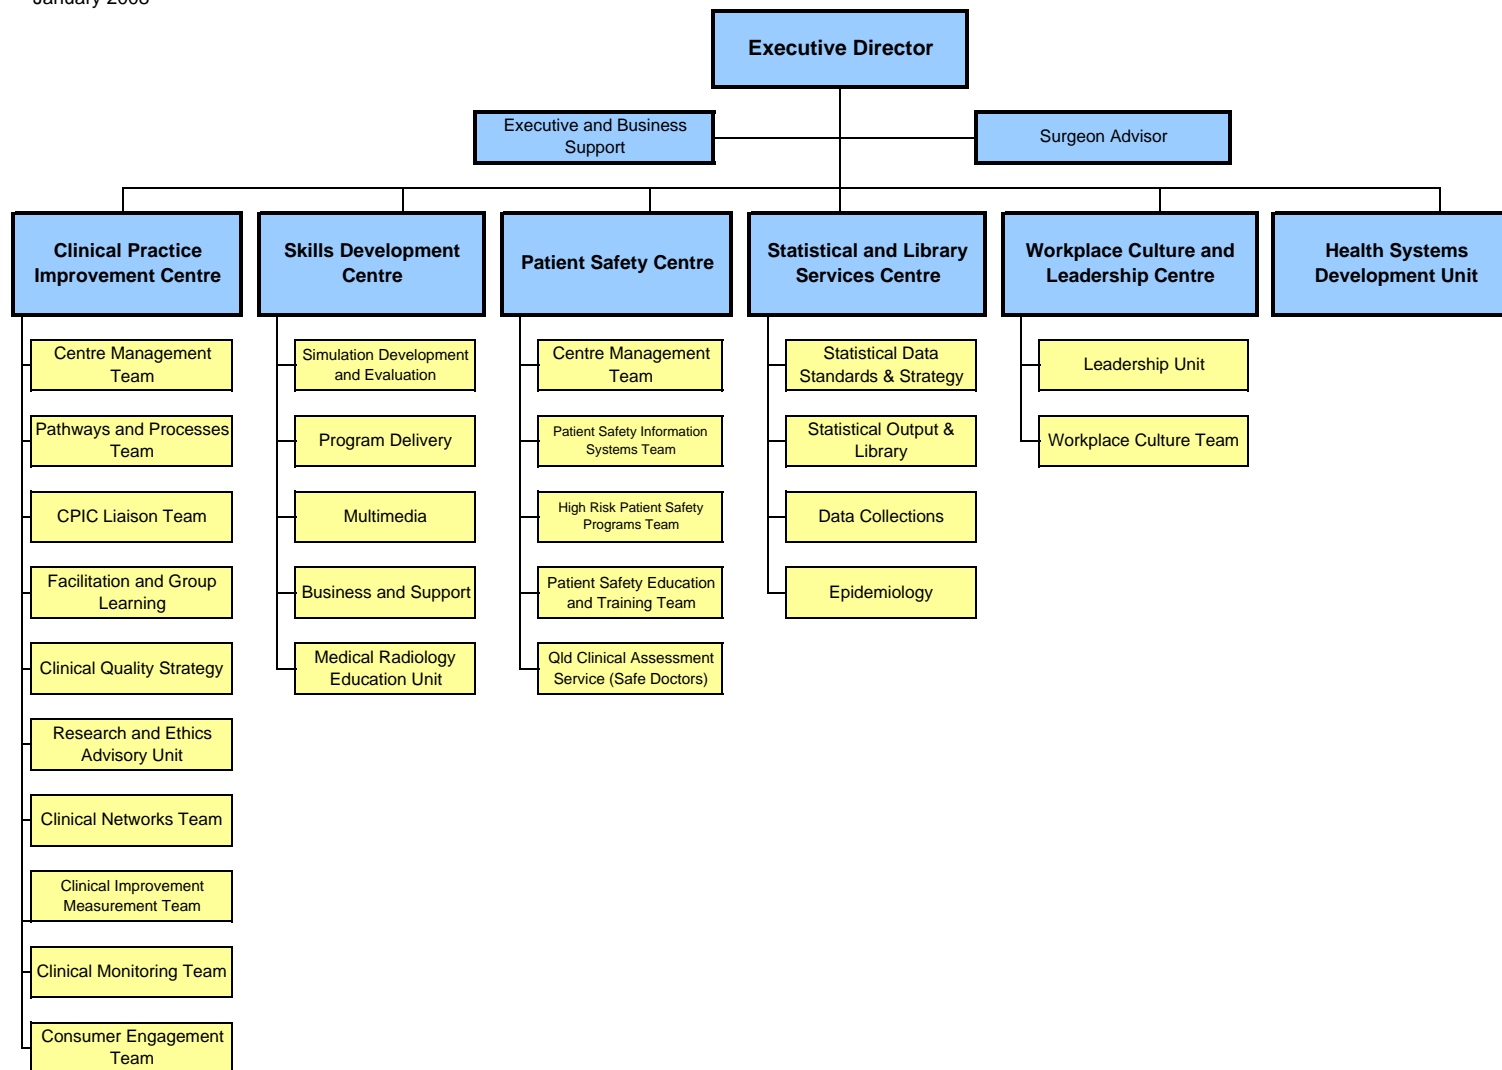 January 2008
Executive Director
Executive and Business
Support
Surgeon Advisor
Clinical Practice
Improvement Centre
Skills Development
Centre
Patient Safety Centre
Statistical and Library
Services Centre
Workplace Culture and
Leadership Centre
Health Systems
Development Unit
Centre Management
Team
Pathways and Processes
Team
CPIC Liaison Team
Facilitation and Group
Learning
Clinical Quality Strategy
Research and Ethics
Advisory Unit
Clinical Networks Team
Clinical Improvement
Measurement Team
Clinical Monitoring Team
Consumer Engagement
Team
Simulation Development
and Evaluation
Program Delivery
Multimedia
Business and Support
Medical Radiology
Education Unit
Centre Management
Team
Patient Safety Information
Systems Team
High Risk Patient Safety
Programs Team
Patient Safety Education
and Training Team
Qld Clinical Assessment
Service (Safe Doctors)
Statistical Data
Standards & Strategy
Statistical Output &
Library
Data Collections
Epidemiology
Leadership Unit
Workplace Culture Team